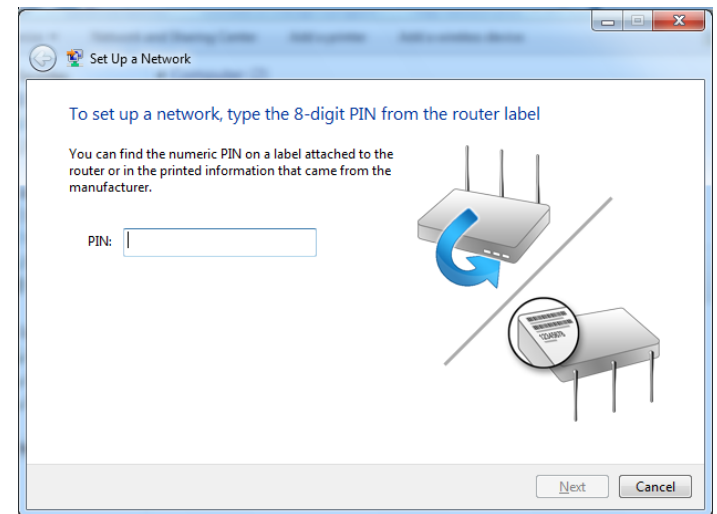 Set Up a Network
To set up a network, type the 8-digit PIN from the router label
You can find the numeric PIN on a label attached to the
router or in the printed information that came from the
manufacturer.
PIN:
12345678
Next
Cancel